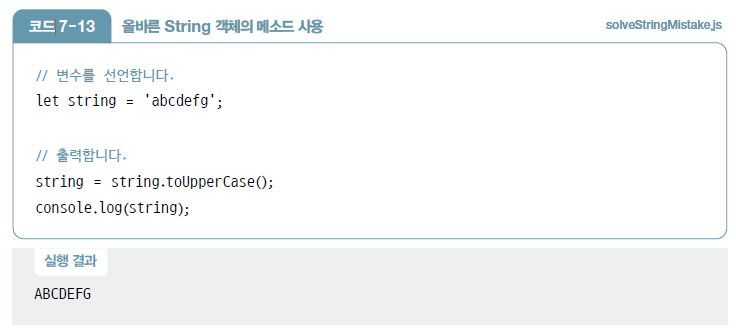 코드 7-13 올바른 String 객체의 메소드 사용 solveStringMistake.js
// 변수를 선언합니다.
let string = 'abcdefg';
// 출력합니다.
string = string.toUpperCase();
console.log(string);
실행 결과
ABCDEFG